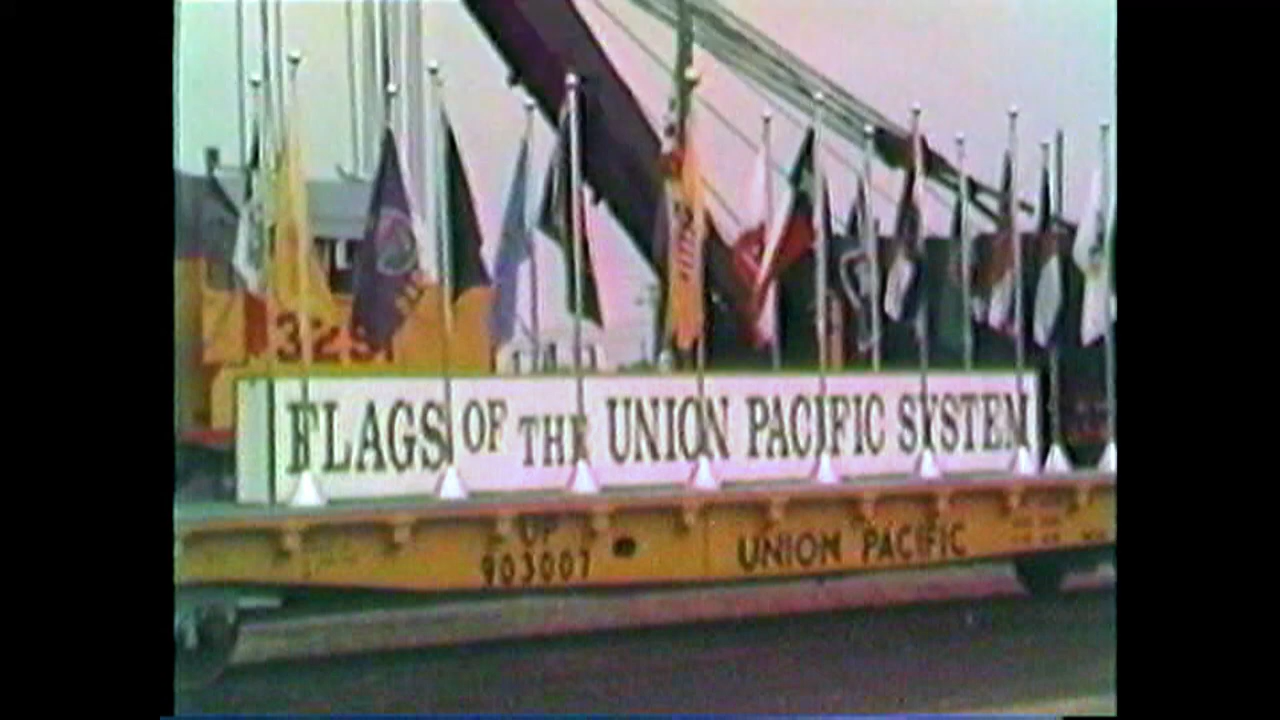 FLAGS OF THE UNION PACIFIC SYSTEM
UP
903007
UNION PACIFIC